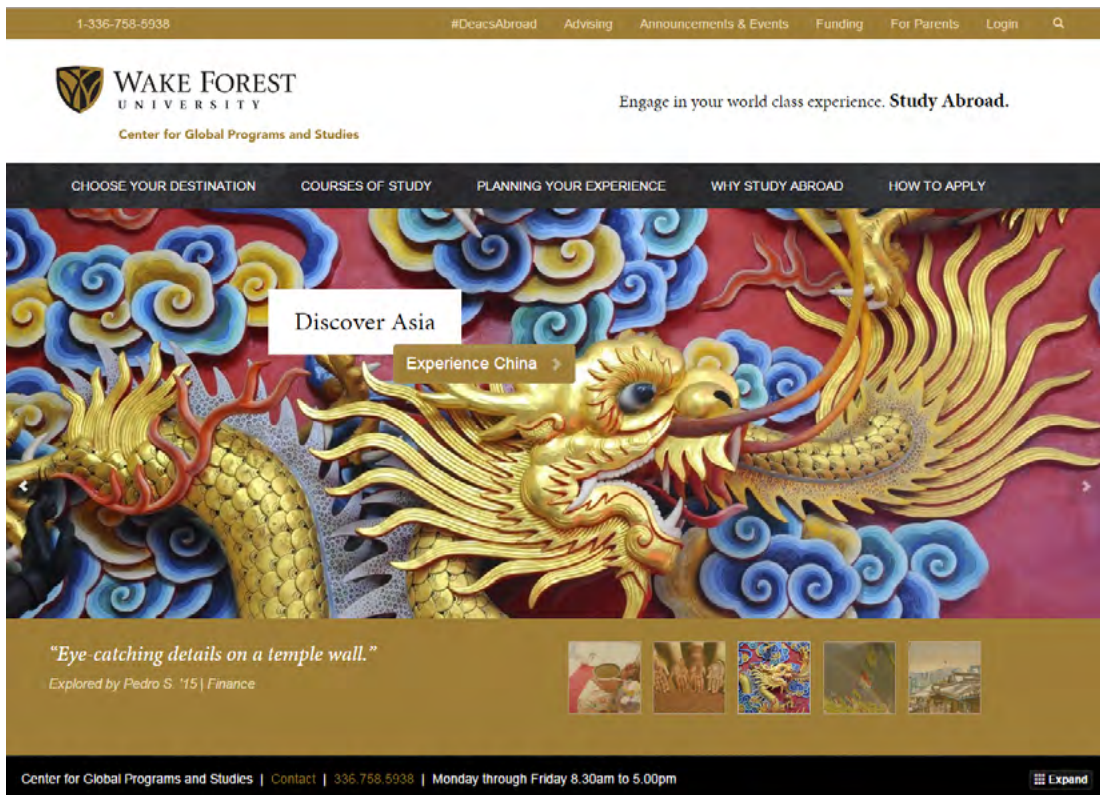 1-336-758-5938 #DeacsAbroad Advising Announcements & Events Funding For Parents Login
WAKE FOREST
UNIVERSITY
Center for Global Programs and Studies
Engage in your world class experience. Study Abroad.
CHOOSE YOUR DESTINATION COURSES OF STUDY PLANNING YOUR EXPERIENCE WHY STUDY ABROAD HOW TO APPLY
Discover Asia
Experience China
“Eye-catching details on a temple wall.”
Explored by Pedro S. '15 | Finance
Center for Global Programs and Studies | Contact | 336.758.5938 | Monday through Friday 8.30am to 5.00pm Expand